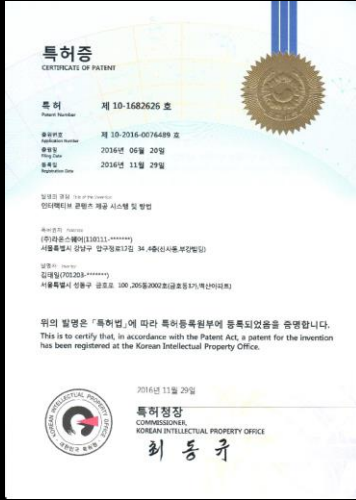 특허증
CERTIFICATE OF PATENT
특 허 제 10-1682626 호
Patent Number
출원번호 제 10-2016-0076489 호
Application Number
출원일 2016년 06월 20일
Filing Date
등록일 2016년 11월 29일
Registration Date
발명의 명칭 Title of the Invention
인터랙티브 콘텐츠 제공 시스템 및 방법
특허권자 Patentee
(주)라온스퀘어(110111-*******)
서울특별시 강남구 압구정로12길 34, 4층(신사동,부강빌딩)
발명자 Inventor
김태일(701203-*******)
서울특별시 성동구 금호로 100 ,205동2002호(금호동1가,벽산아파트)
위의 발명은 「특허법」에 따라 특허등록원부에 등록되었음을 증명합니다.
This is to certify that, in accordance with the Patent Act, a patent for the invention
has been registered at the Korean Intellectual Property Office.
2016년 11월 29일
특허청장
COMMISSIONER,
KOREAN INTELLECTUAL PROPERTY OFFICE
최 동 규
KOREAN INTELLECTUAL PROPERTY OFFICE
대한민국 특허청